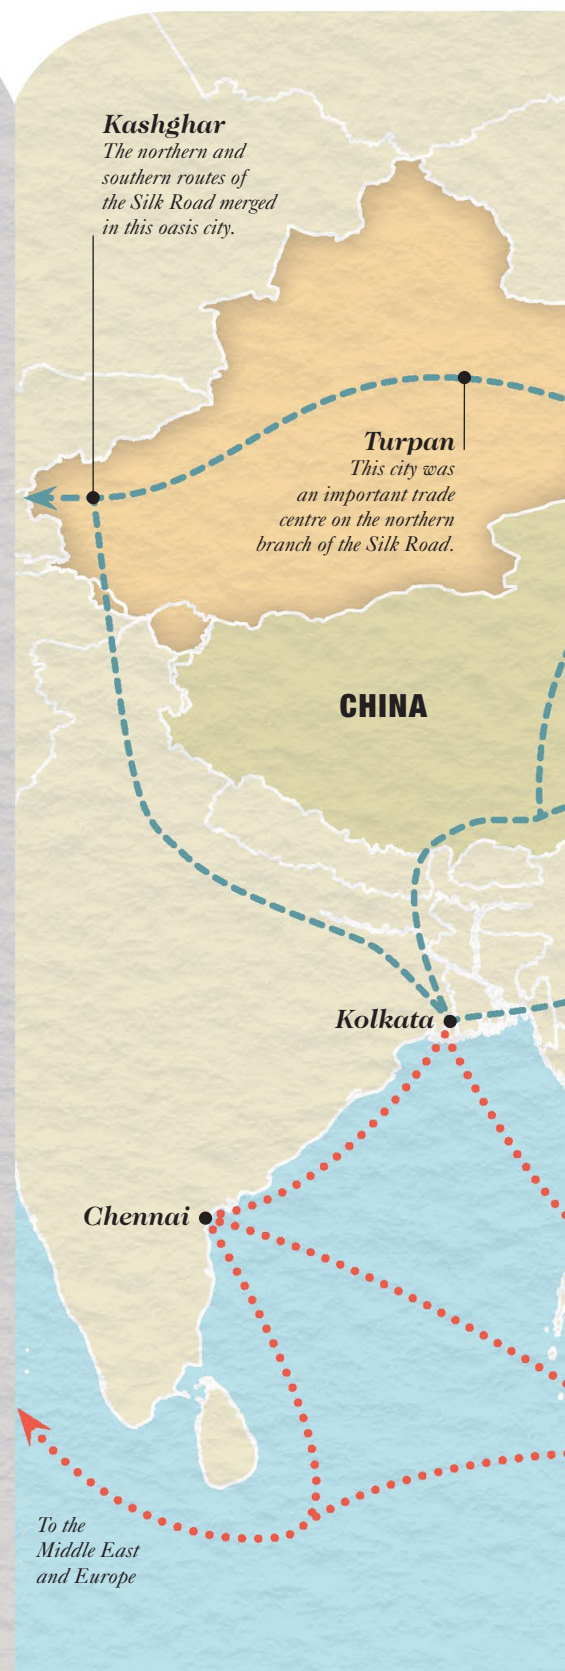 Kashghar
The northern and
southern routes of
the Silk Road merged
in this oasis city.
Turpan
This city was
an important trade
centre on the northern
branch of the Silk Road.
CHINA
Kolkata
Chennai
To the
Middle East
and Europe